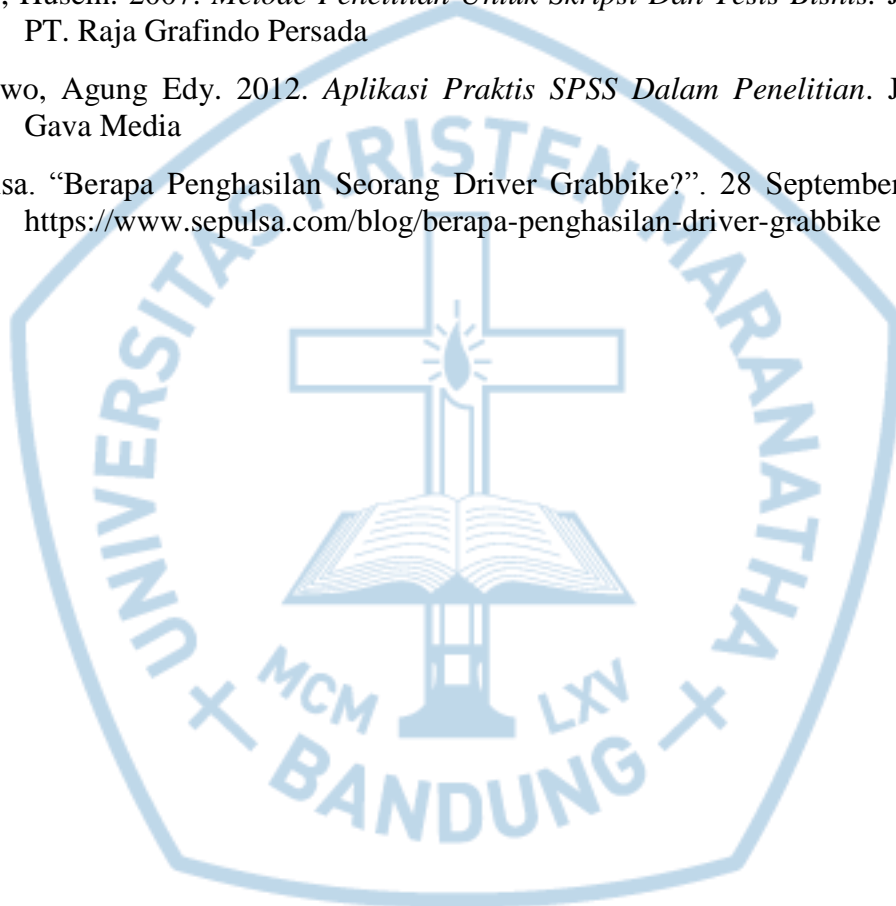 , Husein. 2007. Metode Penelitian Untuk Skripsi Dan Tesis Bisnis. J
PT. Raja Grafindo Persada
wo, Agung Edy. 2012. Aplikasi Praktis SPSS Dalam Penelitian. J
Gava Media
sa. “Berapa Penghasilan Seorang Driver Grabbike?”. 28 September
https://www.sepulsa.com/blog/berapa-penghasilan-driver-grabbike
UNIVERSITAS KRISTEN MARANATHA
MCM LXV
BANDUNG